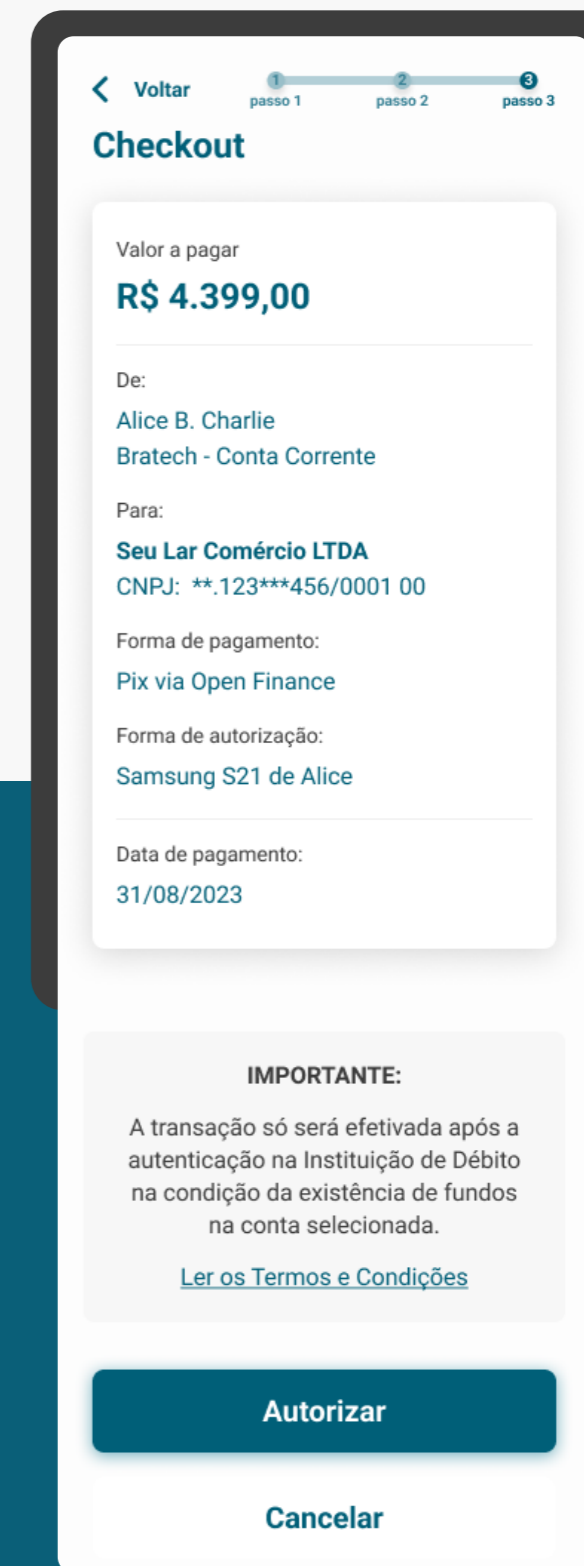 Voltar
1 2 3
passo 1 passo 2 passo 3
Checkout
Valor a pagar
R$ 4.399,00
De:
Alice B. Charlie
Bratech - Conta Corrente
Para:
Seu Lar Comércio LTDA
CNPJ: **.123***456/0001 00
Forma de pagamento:
Pix via Open Finance
Forma de autorização:
Samsung S21 de Alice
Data de pagamento:
31/08/2023
IMPORTANTE:
A transação só será efetivada após a
autenticação na Instituição de Débito
na condição da existência de fundos
na conta selecionada.
Ler os Termos e Condições
Autorizar
Cancelar